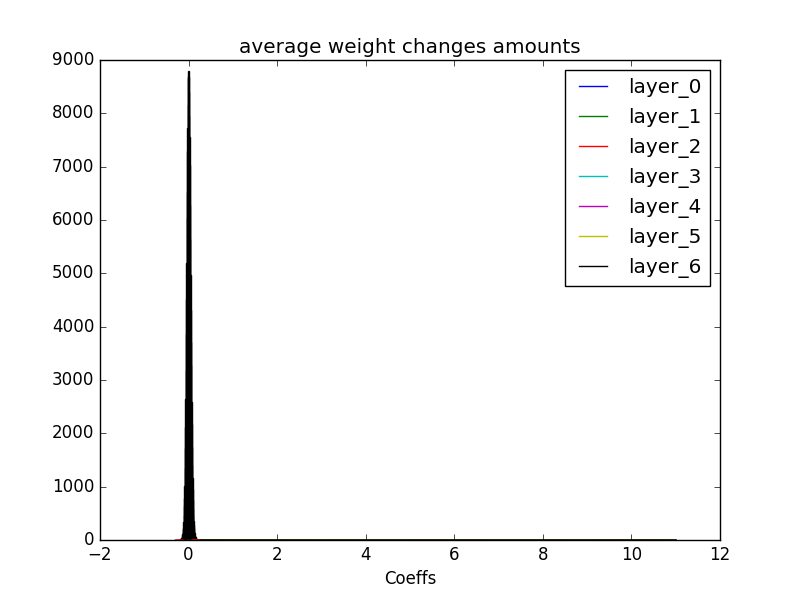 average weight changes amounts
9000
8000
7000
6000
5000
4000
3000
2000
1000
0
layer_0
layer_1
layer_2
layer_3
layer_4
layer_5
layer_6
−2 0 2 4 6 8 10 12
Coeffs